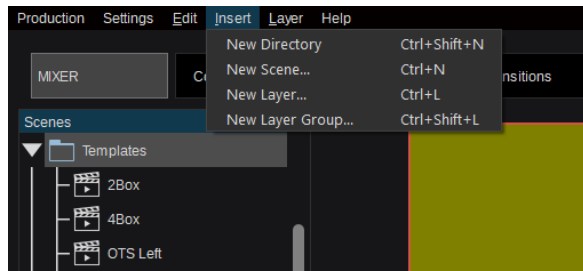 Production Settings Edit Insert Layer Help
New Directory Ctrl+Shift+N
New Scene... Ctrl+N
New Layer... Ctrl+L
New Layer Group... Ctrl+Shift+L
MIXER
Scenes
Templates
2Box
4Box
OTS Left